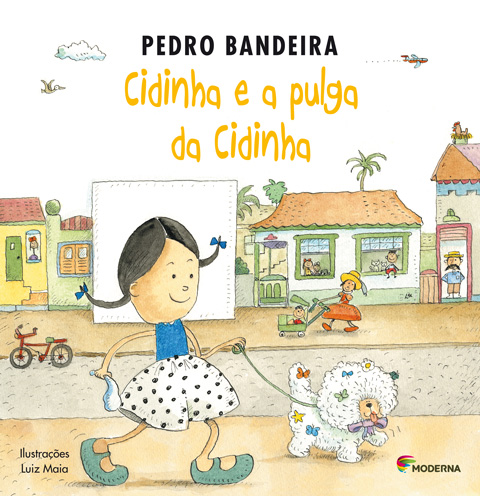 PEDRO BANDEIRA
Cidinha e a pulga
da Cidinha
Ilustrações
Luiz Maia
MODERNA